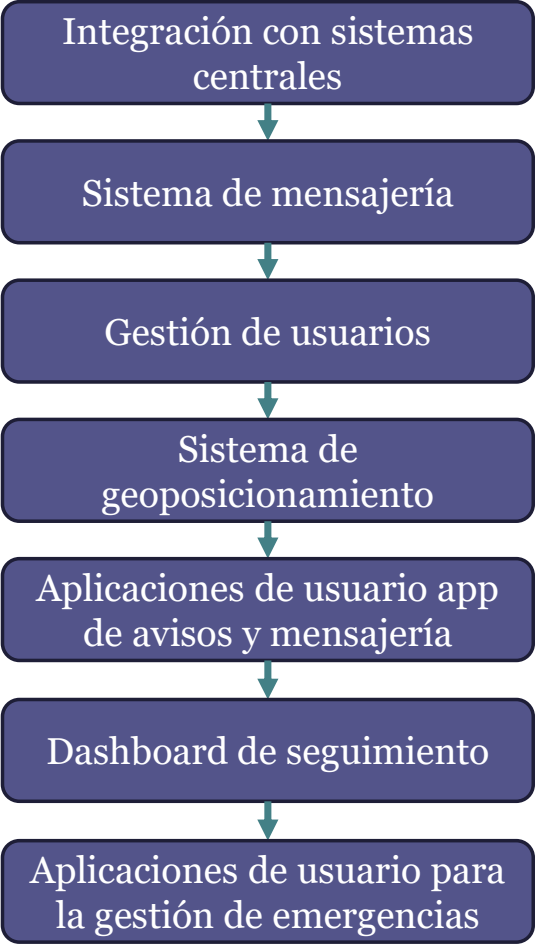 Integración con sistemas
centrales
Sistema de mensajería
Gestión de usuarios
Sistema de
geoposicionamiento
Aplicaciones de usuario app
de avisos y mensajería
Dashboard de seguimiento
Aplicaciones de usuario para
la gestión de emergencias